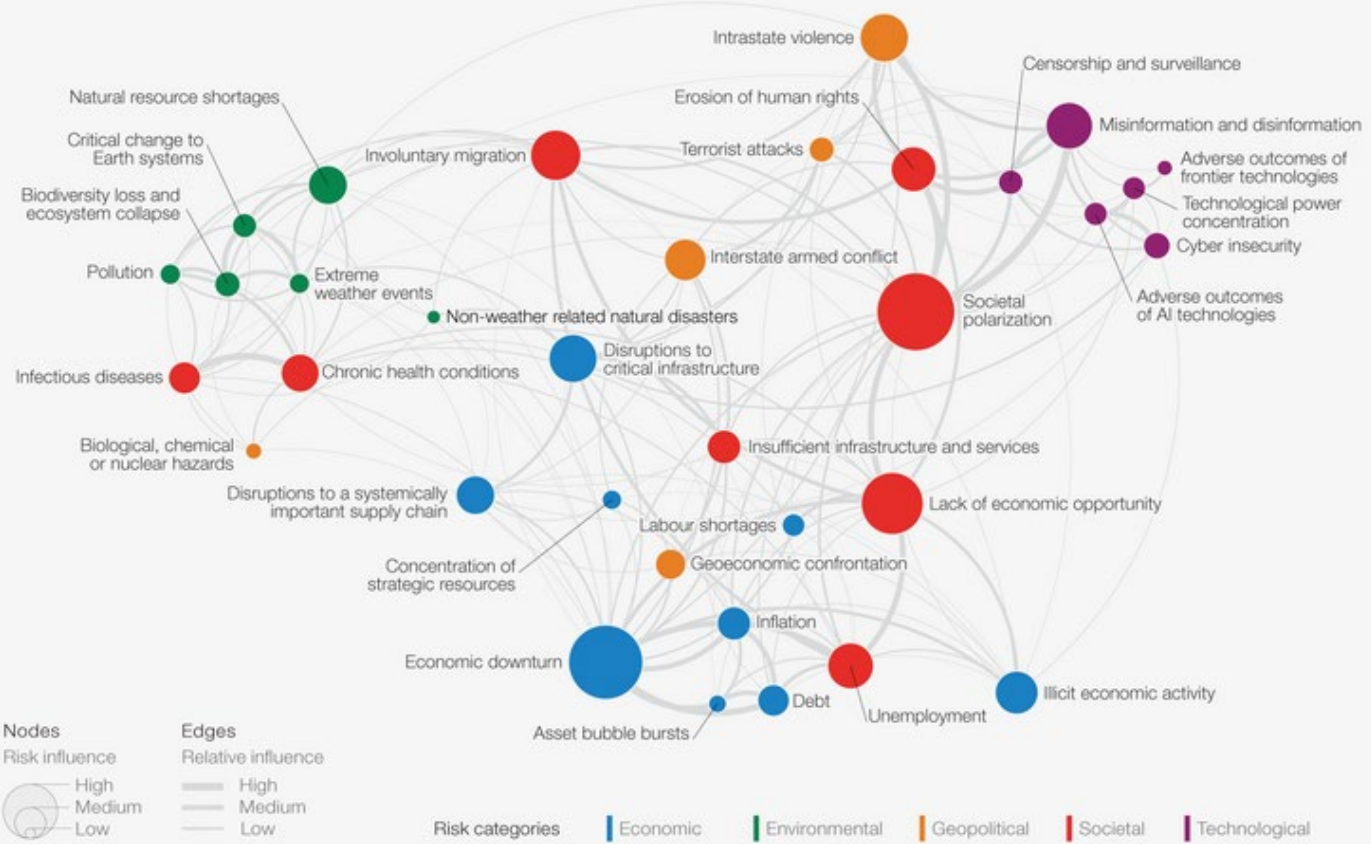 Intrastate violence
Censorship and surveillance
Natural resource shortages
Erosion of human rights
Misinformation and disinformation
Critical change to
Earth systems
Involuntary migration
Terrorist attacks
Adverse outcomes of
frontier technologies
Biodiversity loss and
ecosystem collapse
Technological power
concentration
Cyber insecurity
Interstate armed conflict
Pollution
Extreme
weather events
Adverse outcomes
of AI technologies
Societal
polarization
Non-weather related natural disasters
Disruptions to
critical infrastructure
Infectious diseases
Chronic health conditions
Biological, chemical
or nuclear hazards
Insufficient infrastructure and services
Disruptions to a systemically
important supply chain
Lack of economic opportunity
Labour shortages
Concentration of
strategic resources
Geoeconomic confrontation
Inflation
Economic downturn
Illicit economic activity
Debt
Unemployment
Asset bubble bursts
Nodes
Risk influence
High
Medium
Low
Edges
Relative influence
High
Medium
Low
Risk categories
Economic
Environmental
Geopolitical
Societal
Technological